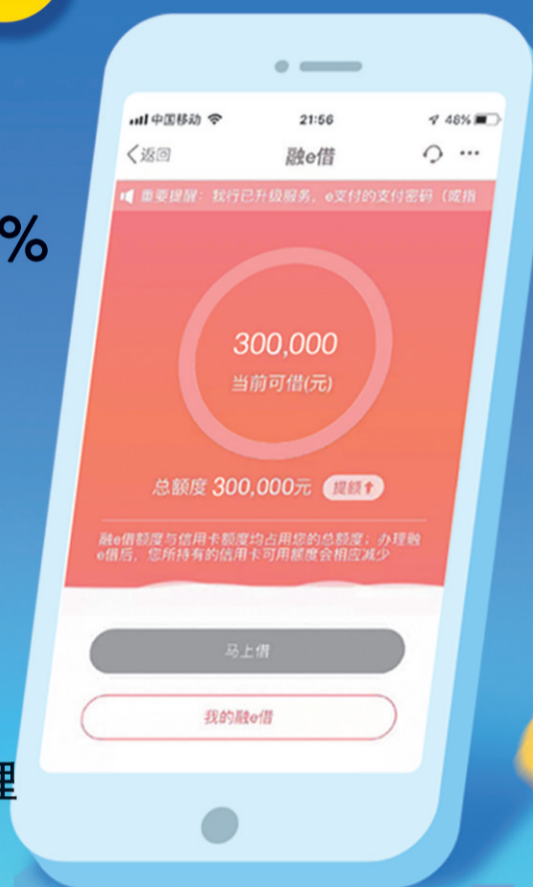 中国移动
21:56
48%
く返回
融e借
重要提醒：我行已升级服务，e支付的支付密码（或指
%
300,000
当前可借(元)
总额度 300,000元
提额↑
融e借额度与信用卡额度均占用您的总额度；办理融
e借后，您所持有的信用卡可用额度会相应减少
马上借
我的融e借
理